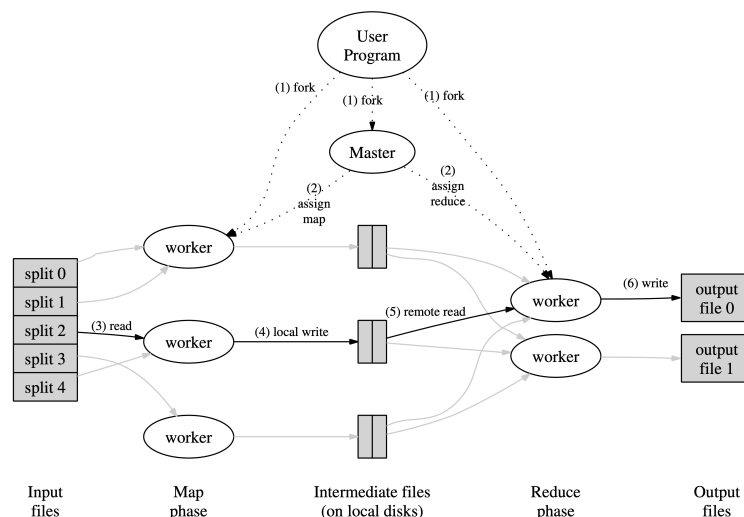 User
Program
(1) fork
(1) fork
(1) fork
Master
(2)
assign
map
(2)
assign
reduce
worker
split 0
split 1
split 2
split 3
split 4
(3) read
worker
(4) local write
(5) remote read
worker
(6) write
output
file 0
worker
output
file 1
worker
Input
files
Map
phase
Intermediate files
(on local disks)
Reduce
phase
Output
files